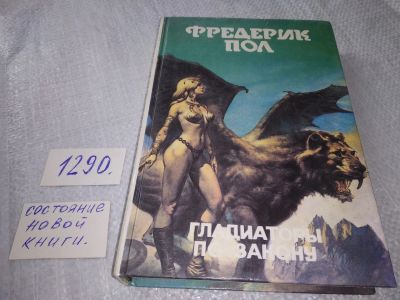 ФРЕДЕРИК
ПОЛ
ГЛАДИАТОРЫ
ПО ЗАКОНУ
1290.
состояние
новой
книги.